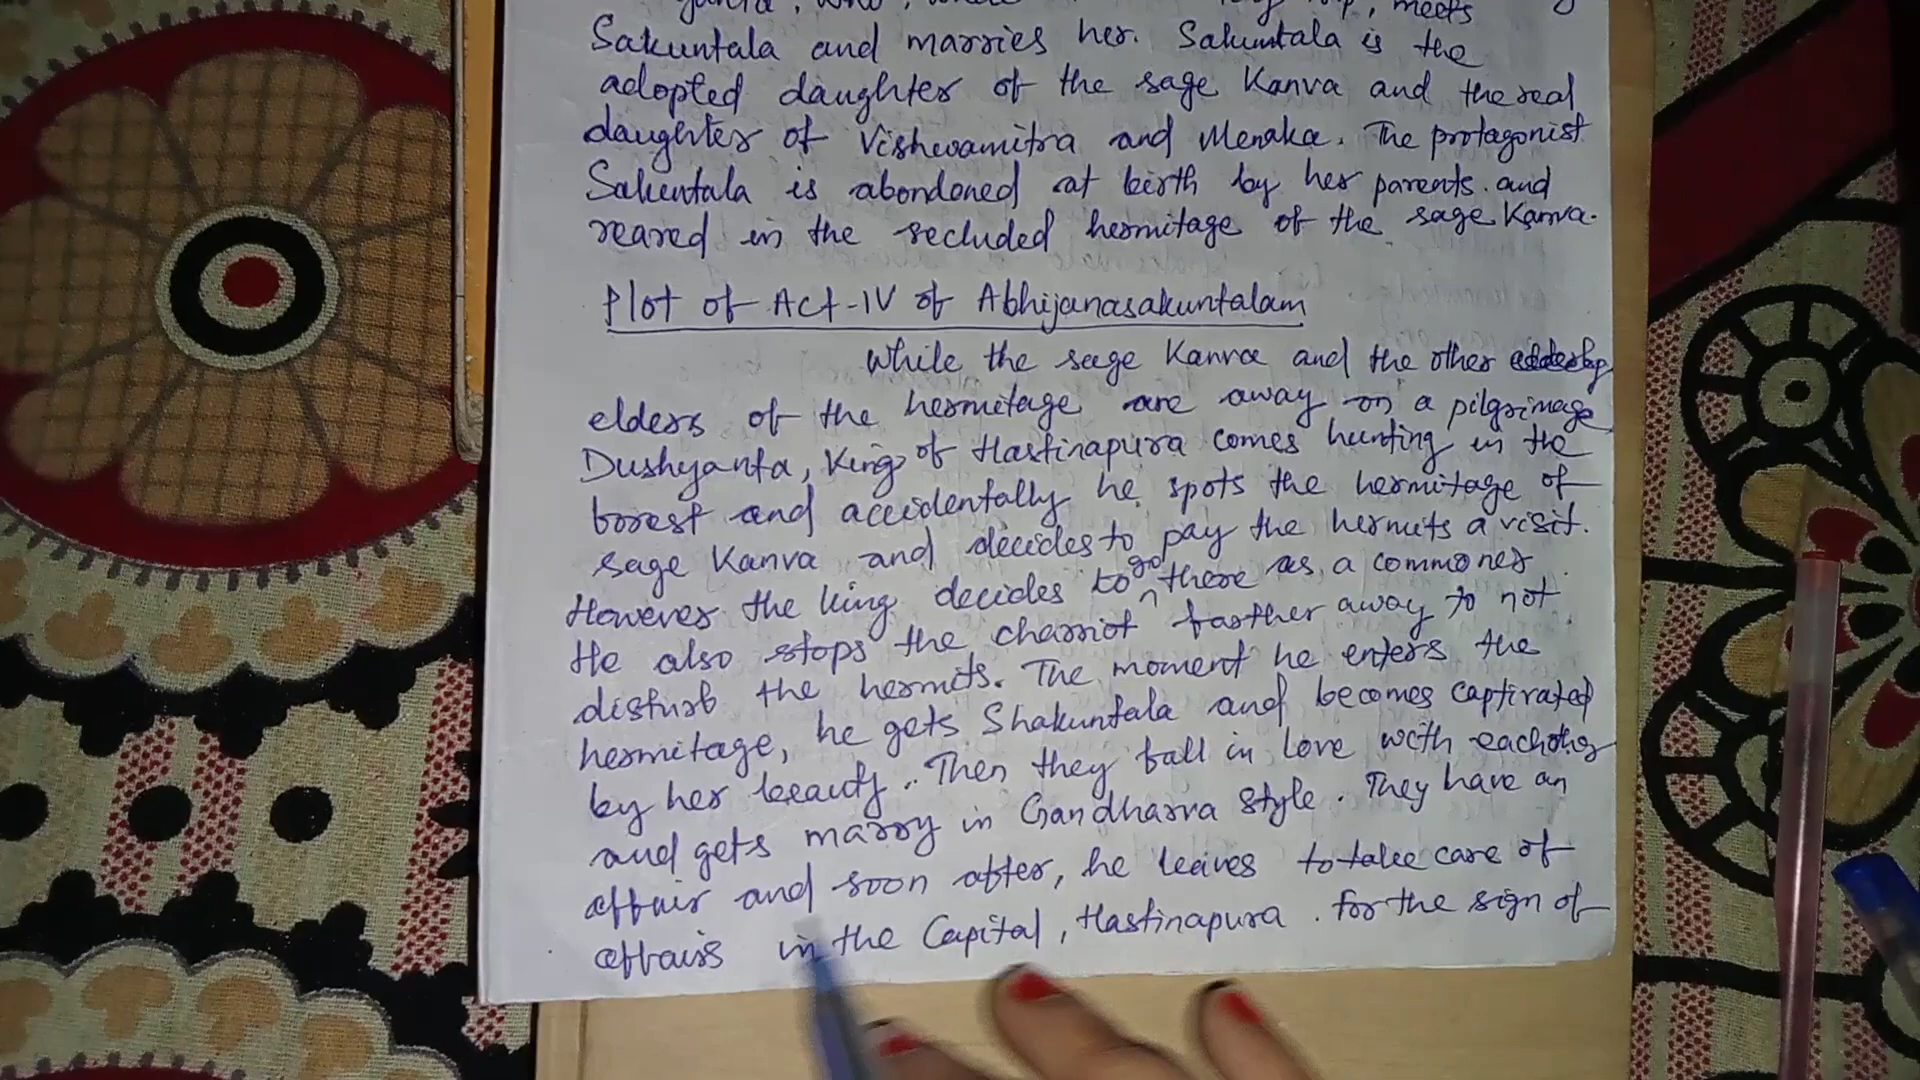 meets
Sakuntala and marries her. Sakuntala is the
adopted daughter of the sage Kanva and the real
daughter of Vishwamitra and Menaka. The protagonist
Sakuntala is abondoned at birth by her parents. and
reared in the secluded hermitage of the sage Kanva.
Plot of Act-IV of Abhijanasakuntalam
While the sage Kanva and the other
elders of the hermitage are away on a pilgrimage
Dushyanta, King of Hastinapura comes hunting in the
forest and accidentally he spots the hermitage of
sage Kanva and decides to pay the hermits a visit.
However the king decides to go there as a commoner
He also stops the charriot farther away to not
disturb the hermits. The moment he enters the
hermitage, he gets Shakuntala and becomes captivated
by her beauty. Then they fall in love with eachother
and gets marry in Gandharva style. They have an
affair and soon after, he leaves to take care of
affairs in the Capital, Hastinapura. For the sign of